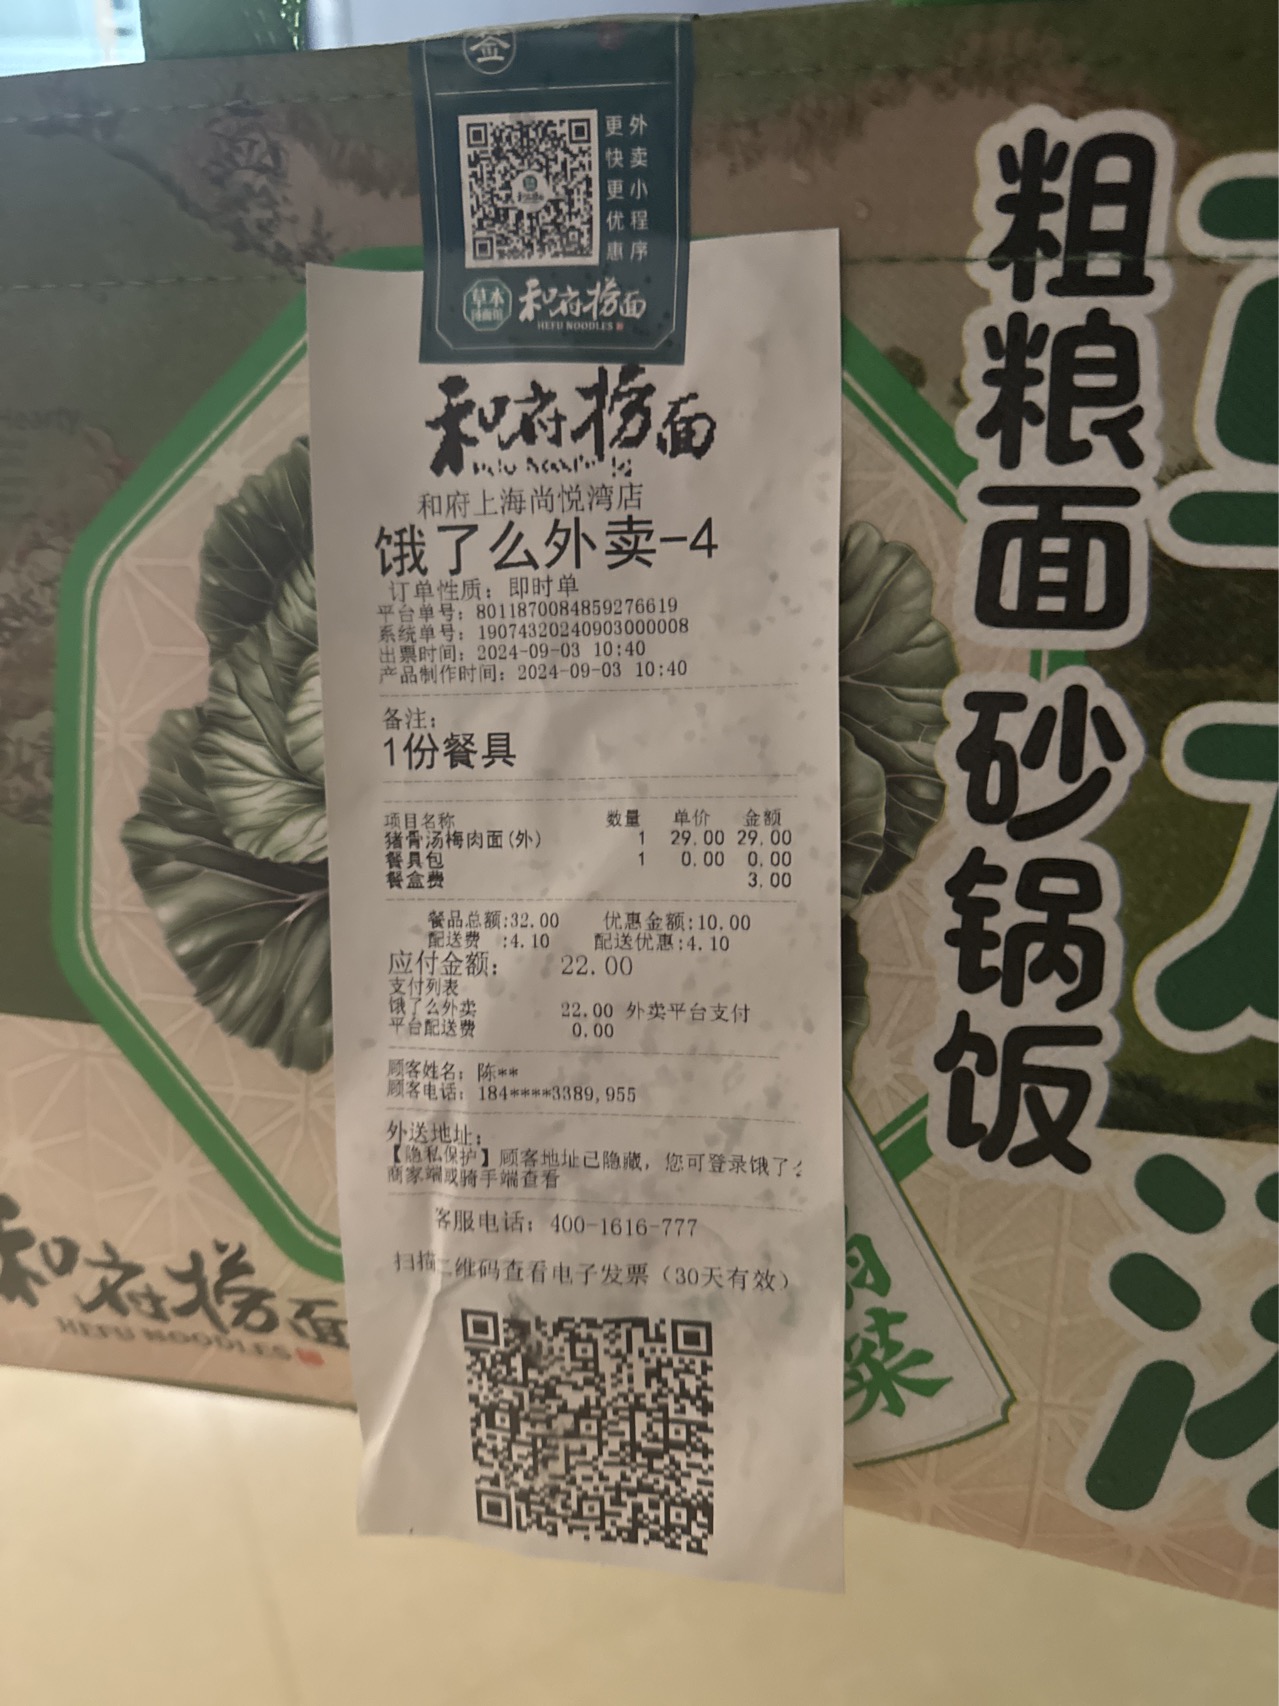 签
外卖小程序
更快更优惠
草本
和府捞面
HEFU NOODLES
和府捞面
和府上海尚悦湾店
饿了么外卖-4
订单性质：即时单
平台单号：8011870084859276619
系统单号：19074320240903000008
出票时间：2024-09-03 10:40
产品制作时间：2024-09-03 10:40
备注：
1份餐具
项目名称 数量 单价 金额
猪骨汤梅肉面(外) 1 29.00 29.00
餐具包 1 0.00 0.00
餐盒费 3.00
餐品总额:32.00 优惠金额:10.00
配送费 :4.10 配送优惠:4.10
应付金额： 22.00
支付列表
饿了么外卖 22.00 外卖平台支付
平台配送费 0.00
顾客姓名：陈**
顾客电话：184****3389,955
外送地址：
【隐私保护】顾客地址已隐藏，您可登录饿了
商家端或骑手端查看
客服电话：400-1616-777
扫描二维码查看电子发票（30天有效）
粗粮面 砂锅饭
和府捞面
HEFU NOODLES
菜